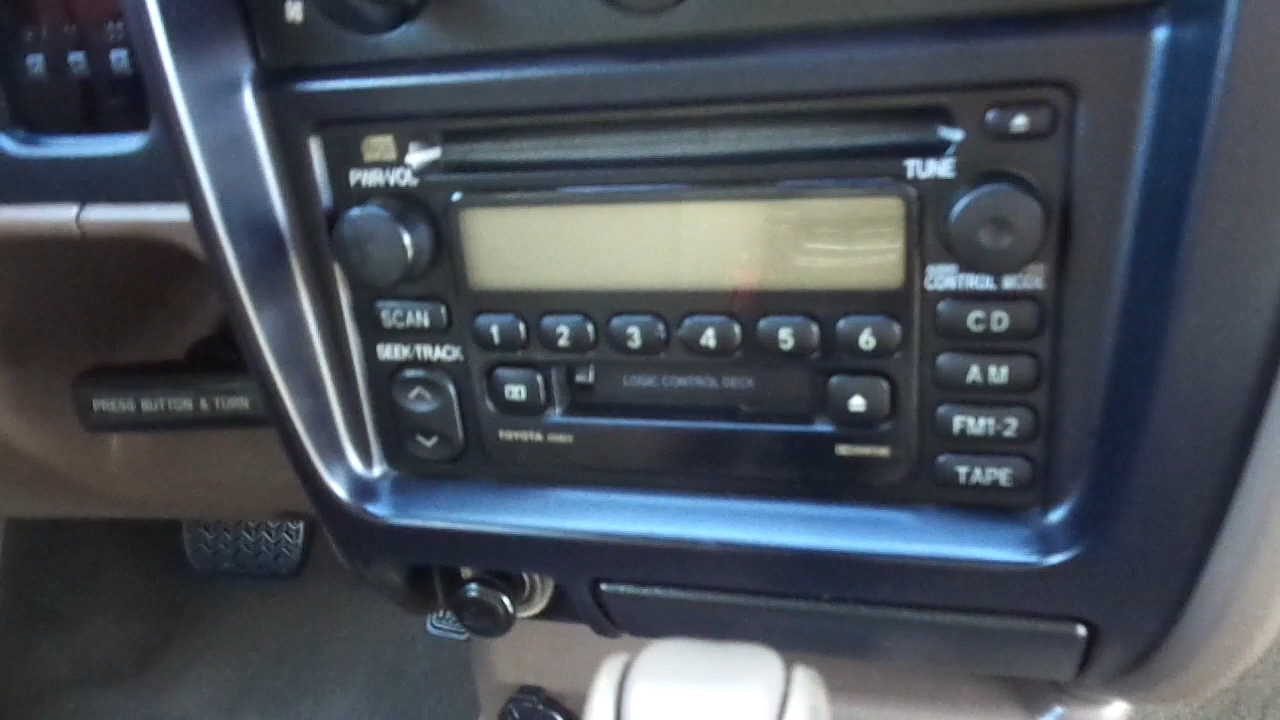 PWR·VOL
TUNE
CONTROL MODE
SCAN
1 2 3 4 5 6
CD
SEEK/TRACK
LOGIC CONTROL DECK
AM
PRESS BUTTON & TURN
FM1·2
TOYOTA
TAPE